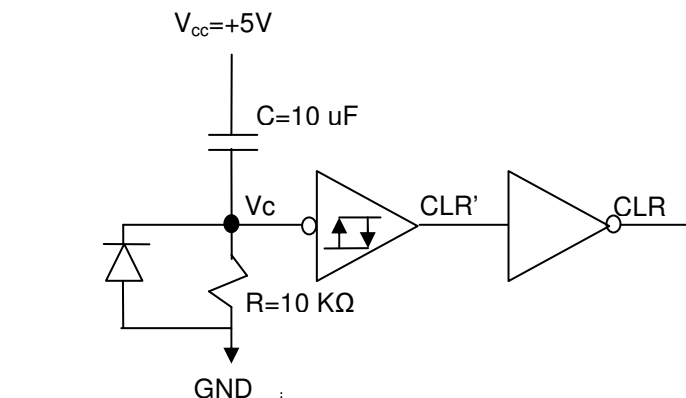 Vcc=+5V
C=10 uF
Vc
CLR'
CLR
R=10 KΩ
GND